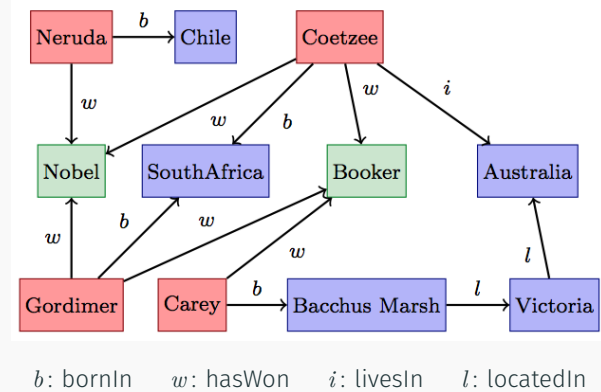 Neruda b Chile Coetzee
w w b w i
Nobel SouthAfrica Booker Australia
w b w w l
Gordimer Carey b Bacchus Marsh l Victoria
b: bornIn w: hasWon i: livesIn l: locatedIn